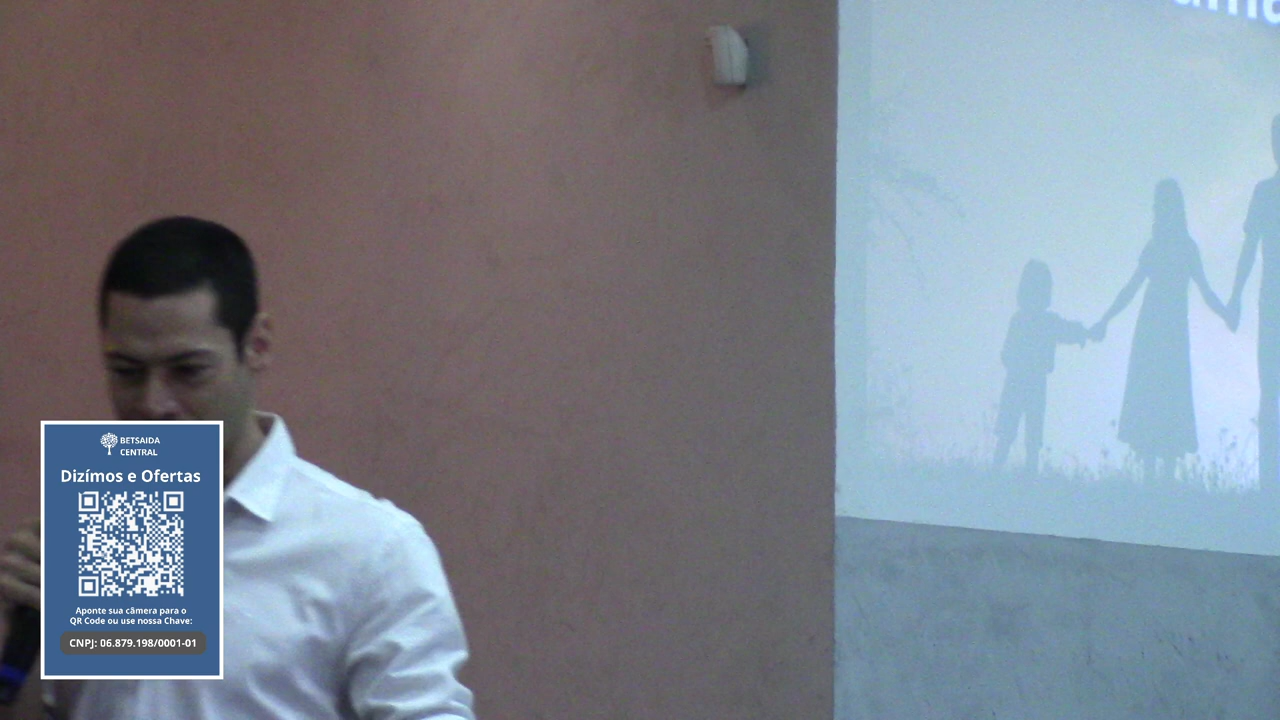 BETSAIDA
CENTRAL
Dizímos e Ofertas
Aponte sua câmera para o
QR Code ou use nossa Chave:
CNPJ: 06.879.198/0001-01